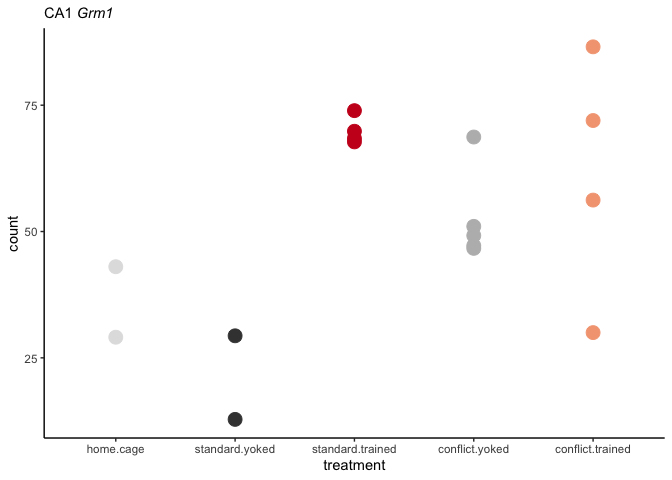 CA1 Grm1
count
75
50
25
home.cage
standard.yoked
standard.trained
conflict.yoked
conflict.trained
treatment